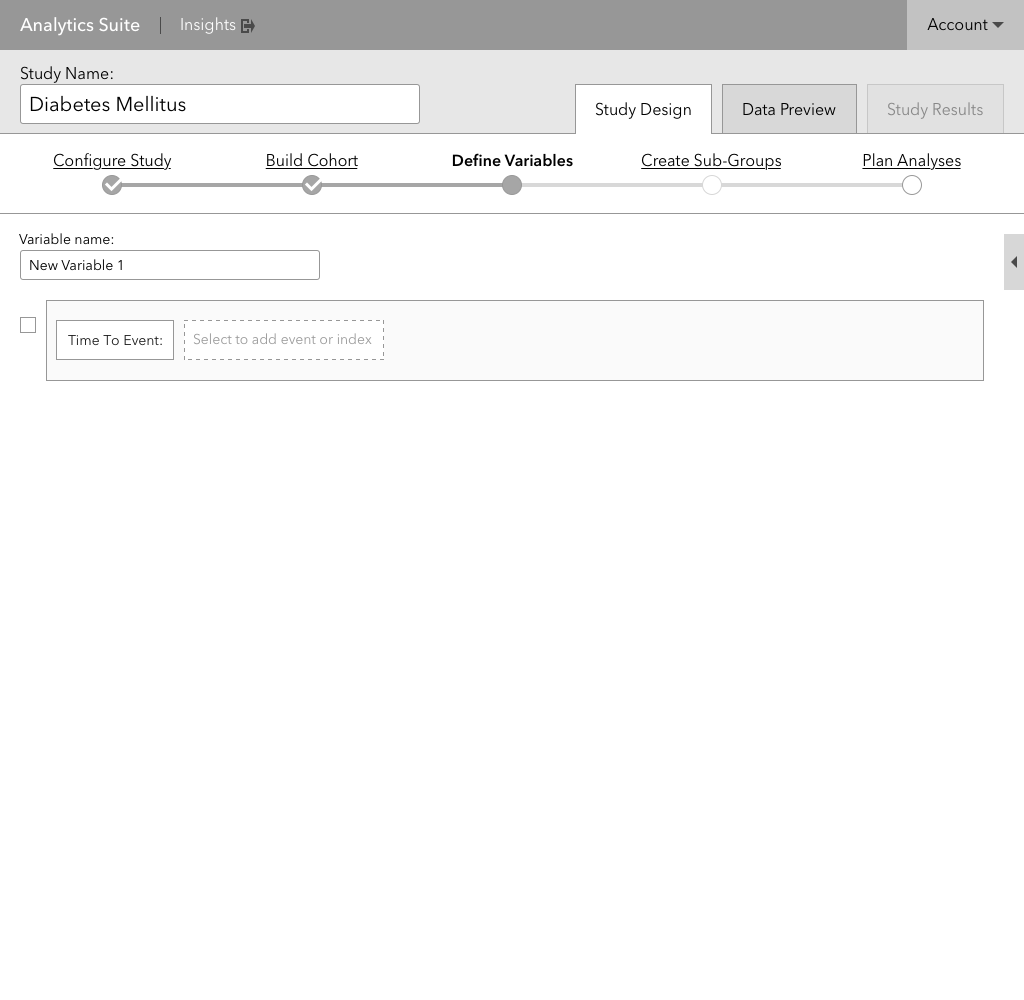 Analytics Suite | Insights Account
Study Name:
Diabetes Mellitus
Study Design Data Preview Study Results
Configure Study Build Cohort Define Variables Create Sub-Groups Plan Analyses
Variable name:
New Variable 1
Time To Event: Select to add event or index